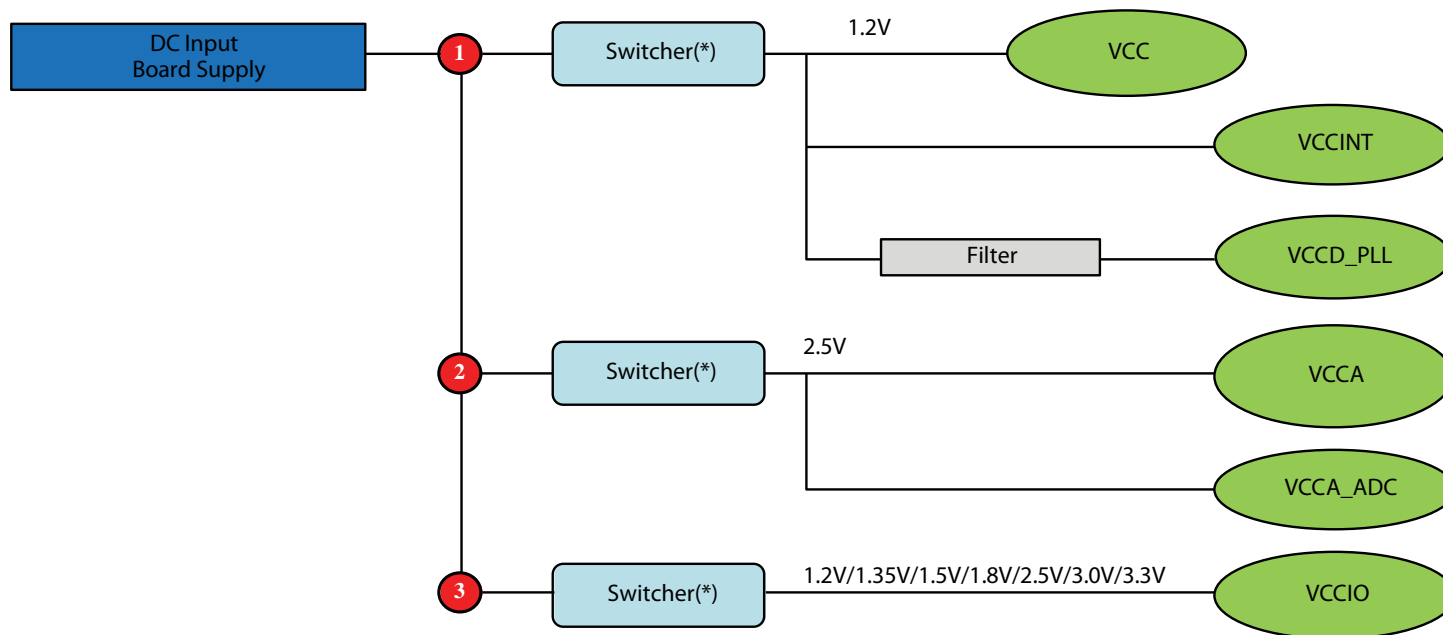 DC Input
Board Supply
1
Switcher(*)
1.2V
VCC
VCCINT
Filter
VCCD_PLL
2
Switcher(*)
2.5V
VCCA
VCCA_ADC
3
Switcher(*)
1.2V/1.35V/1.5V/1.8V/2.5V/3.0V/3.3V
VCCIO